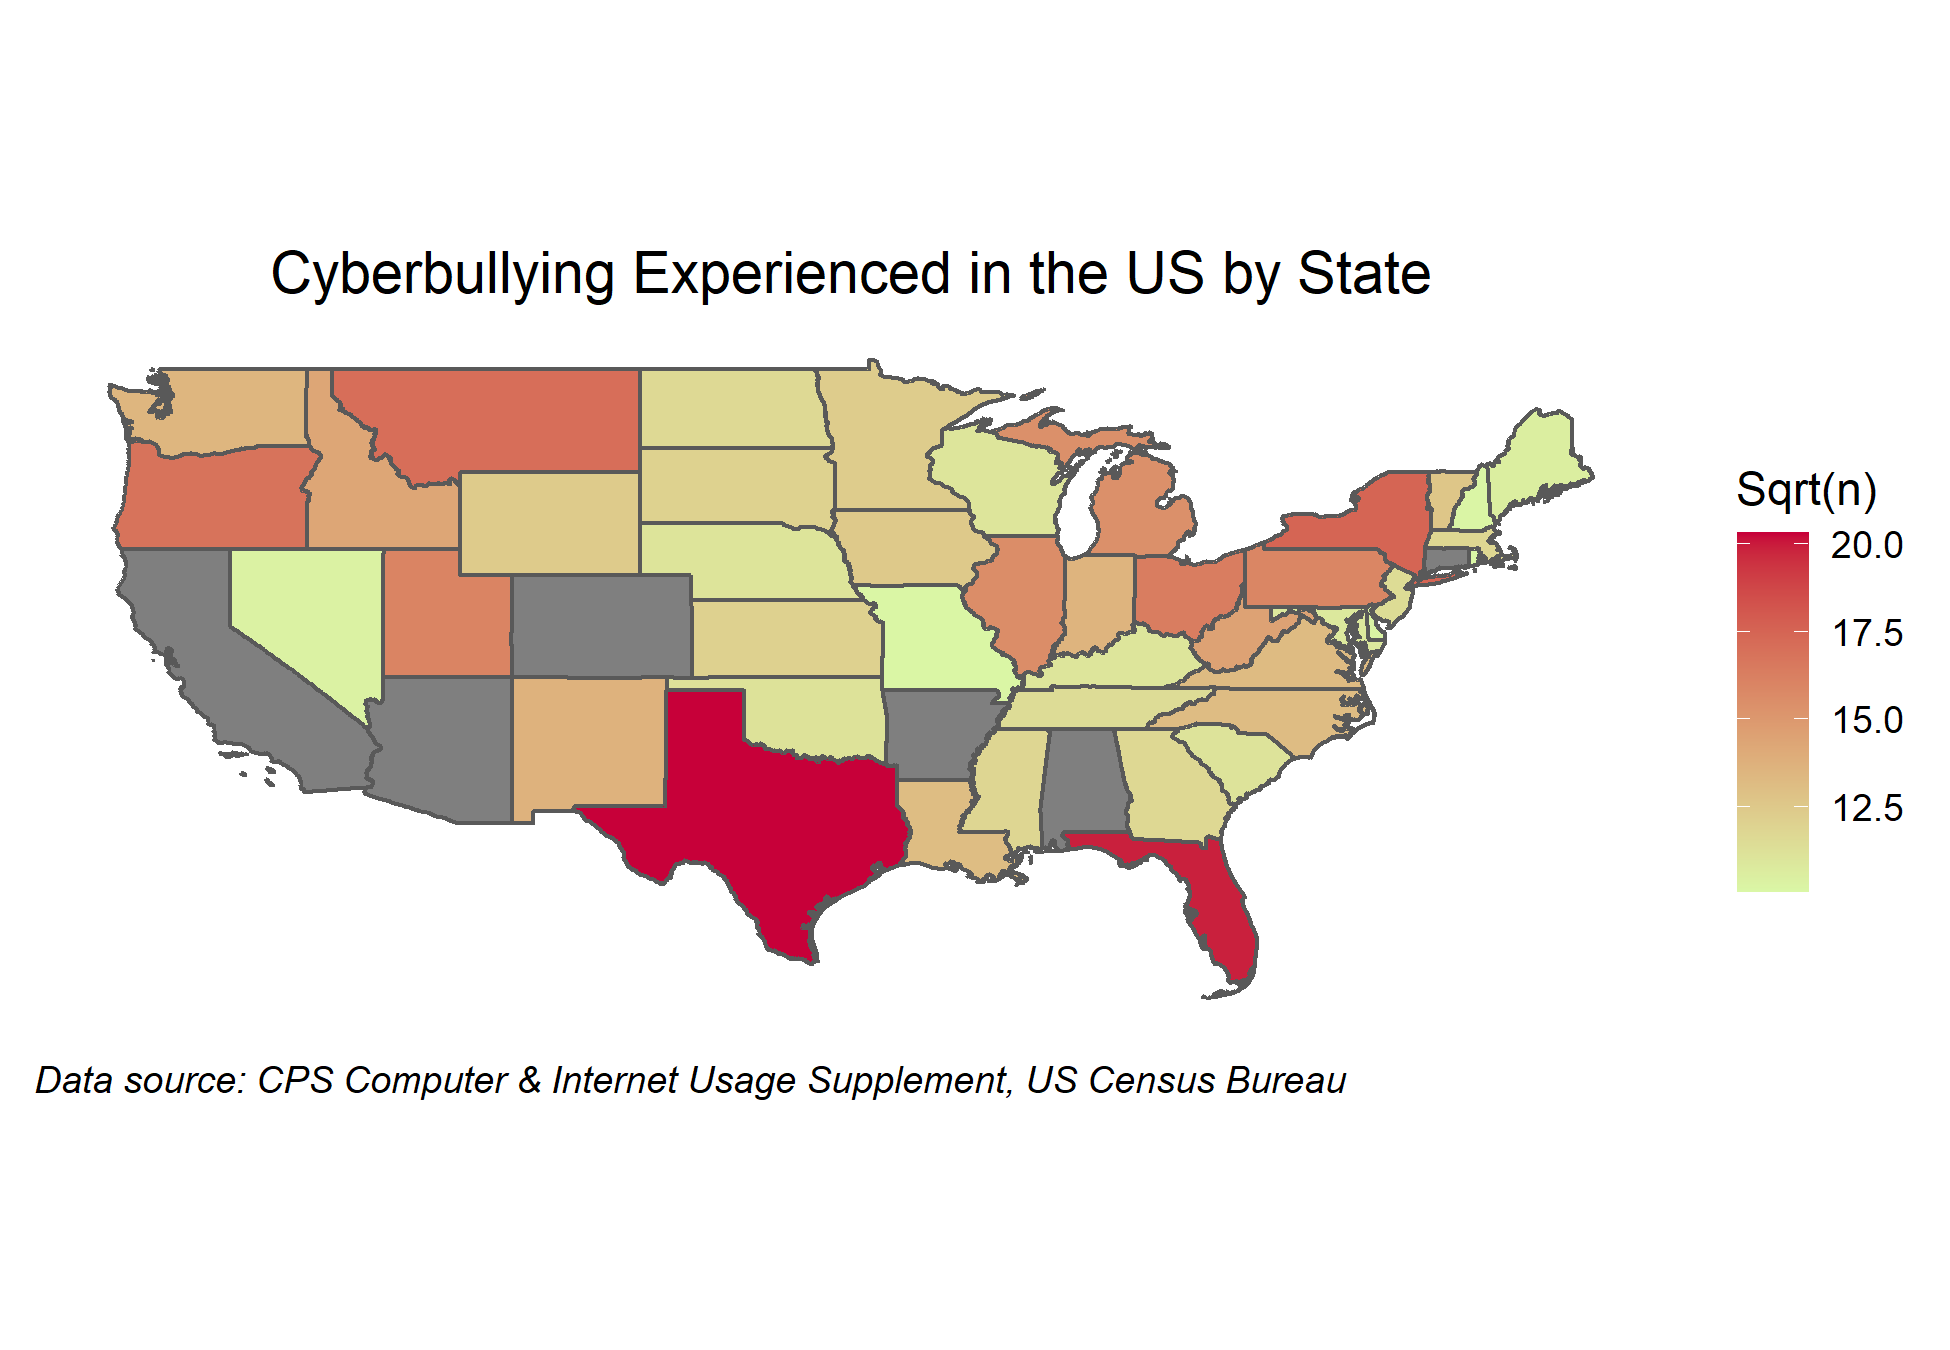 Cyberbullying Experienced in the US by State
Sqrt(n)
20.0
17.5
15.0
12.5
Data source: CPS Computer & Internet Usage Supplement, US Census Bureau